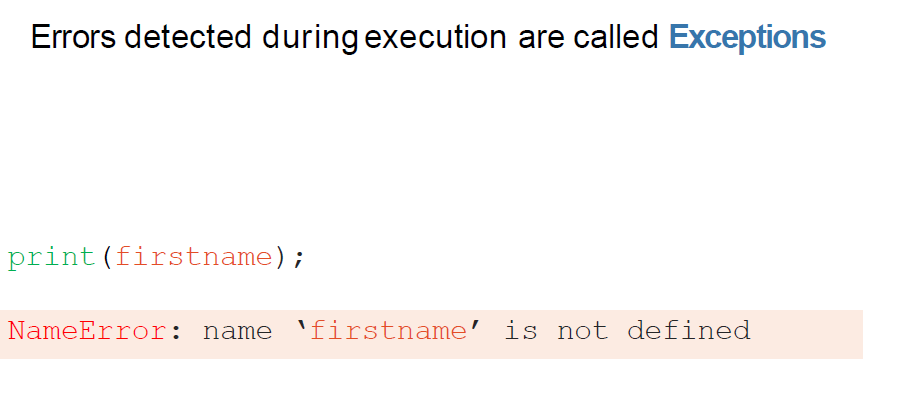 Errors detected during execution are called Exceptions
print(firstname);
NameError: name ‵firstname′ is not defined